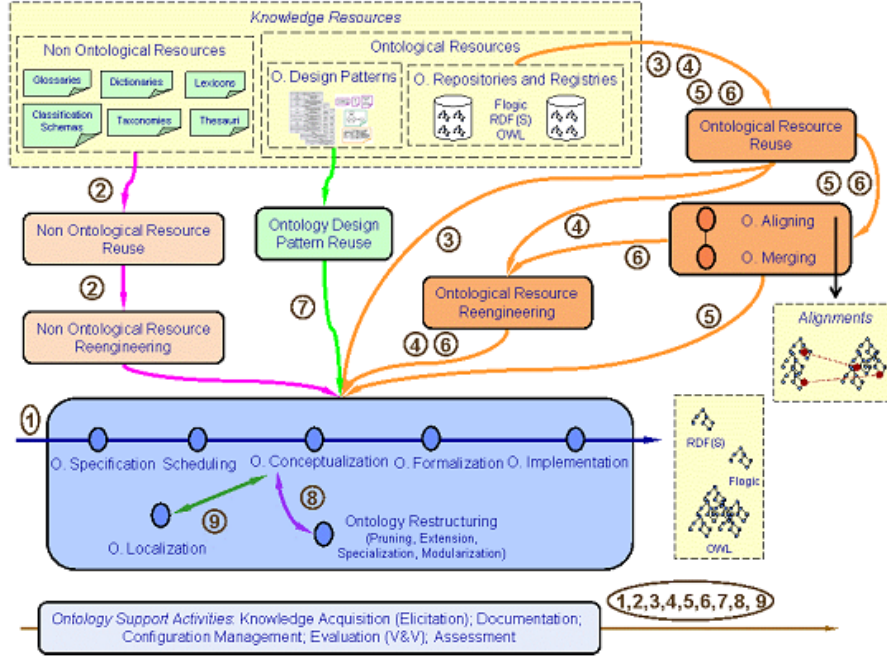 Knowledge Resources
Non Ontological Resources
Glossaries
Dictionaries
Lexicons
Classification
Schemas
Taxonomies
Thesauri
Ontological Resources
O. Design Patterns
O. Repositories and Registries
Flogic
RDF(S)
OWL
3 4
5 6
Ontological Resource
Reuse
2
5 6
Non Ontological Resource
Reuse
Ontology Design
Pattern Reuse
3
4
O. Aligning
6
O. Merging
2
7
Ontological Resource
Reengineering
5
Non Ontological Resource
Reengineering
4 6
Alignments
1
O. Specification
Scheduling
O. Conceptualization
O. Formalization
O. Implementation
RDF(S)
Flogic
OWL
9
8
O. Localization
Ontology Restructuring
(Pruning, Extension,
Specialization, Modularization)
1,2,3,4,5,6,7,8, 9
Ontology Support Activities: Knowledge Acquisition (Elicitation); Documentation;
Configuration Management; Evaluation (V&V); Assessment